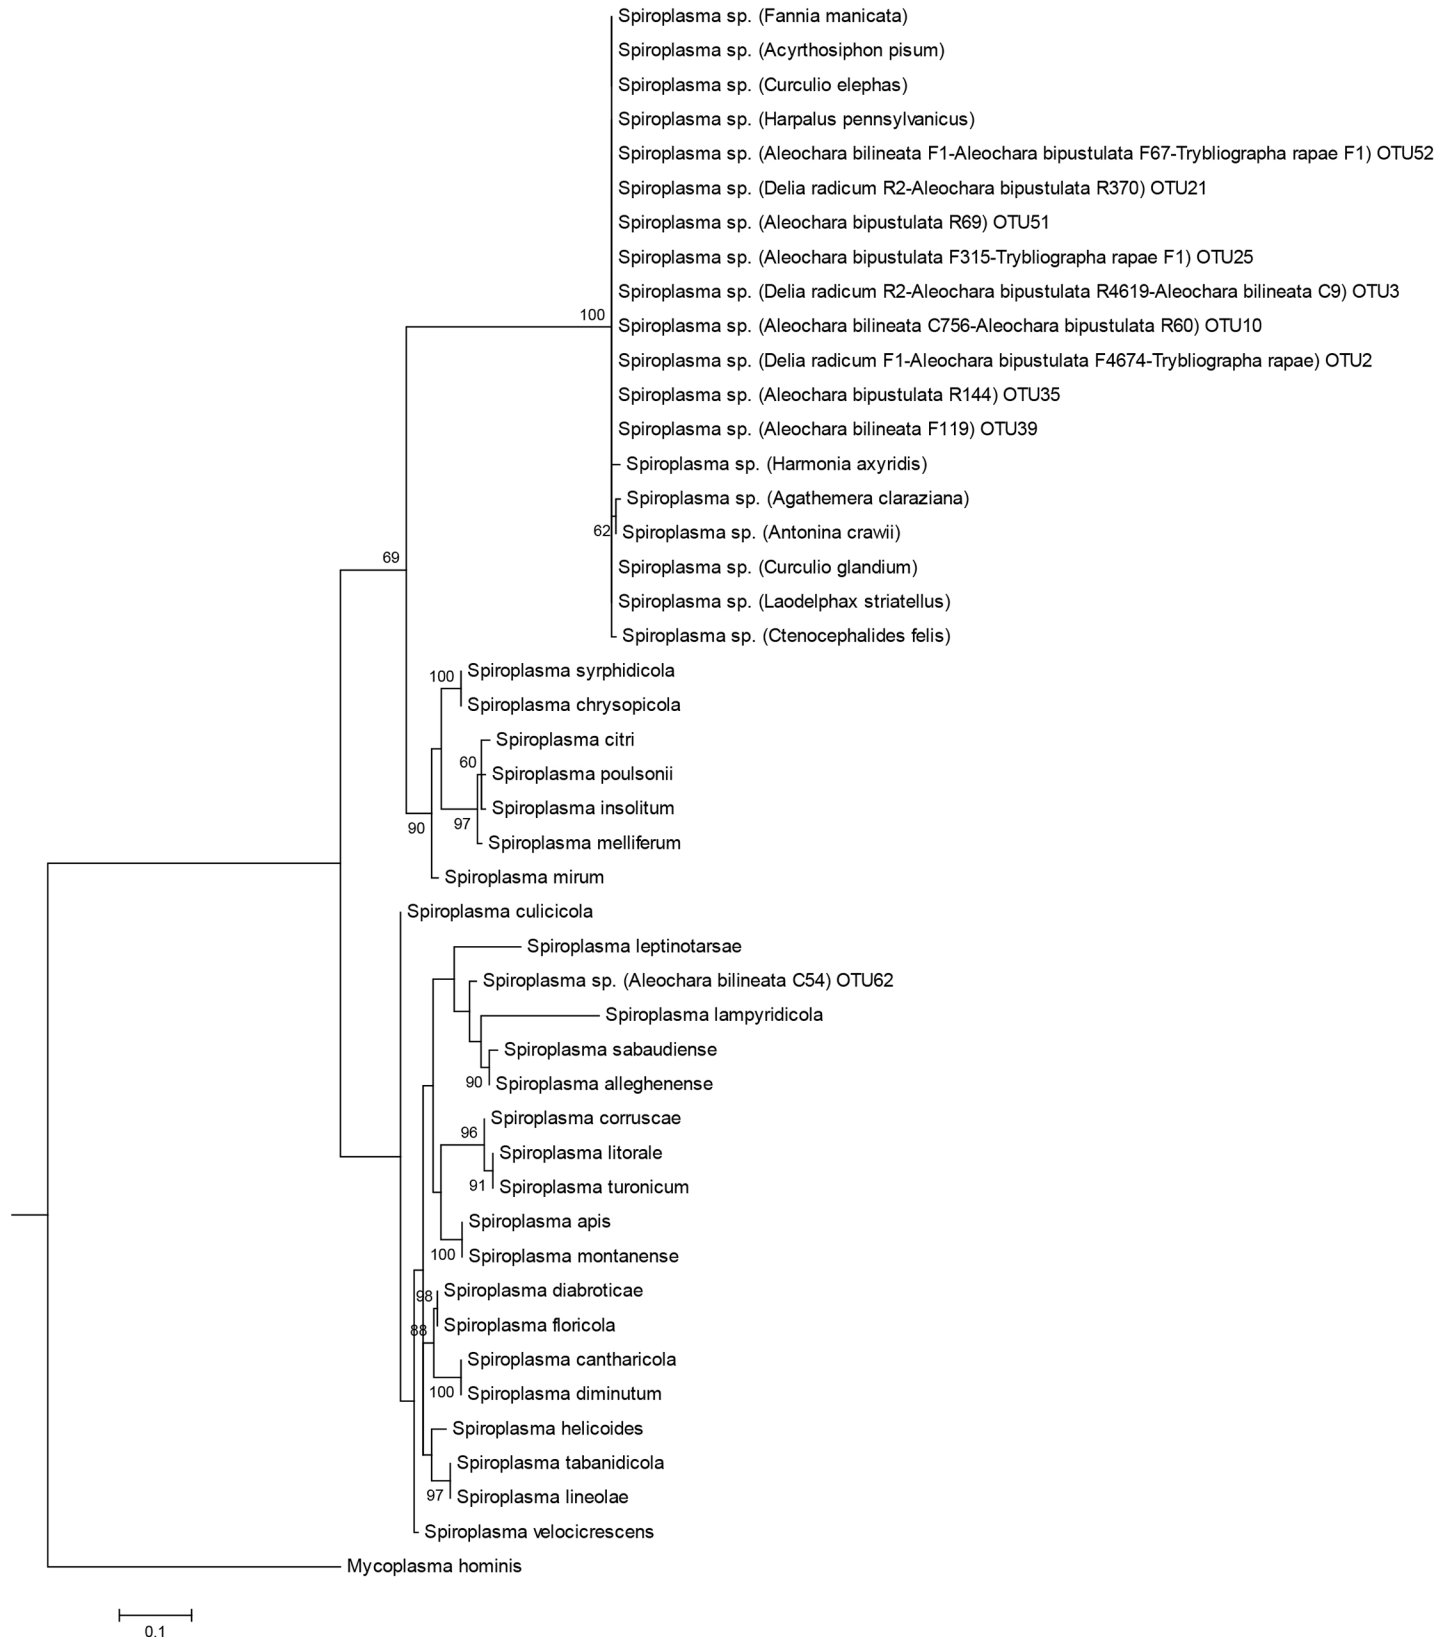 Spiroplasma sp. (Fannia manicata)
Spiroplasma sp. (Acyrthosiphon pisum)
Spiroplasma sp. (Curculio elephas)
Spiroplasma sp. (Harpalus pennsylvanicus)
Spiroplasma sp. (Aleochara bilineata F1-Aleochara bipustulata F67-Trybliographa rapae F1) OTU52
Spiroplasma sp. (Delia radicum R2-Aleochara bipustulata R370) OTU21
Spiroplasma sp. (Aleochara bipustulata R69) OTU51
Spiroplasma sp. (Aleochara bipustulata F315-Trybliographa rapae F1) OTU25
Spiroplasma sp. (Delia radicum R2-Aleochara bipustulata R4619-Aleochara bilineata C9) OTU3
100
Spiroplasma sp. (Aleochara bilineata C756-Aleochara bipustulata R60) OTU10
Spiroplasma sp. (Delia radicum F1-Aleochara bipustulata F4674-Trybliographa rapae) OTU2
Spiroplasma sp. (Aleochara bipustulata R144) OTU35
Spiroplasma sp. (Aleochara bilineata F119) OTU39
Spiroplasma sp. (Harmonia axyridis)
Spiroplasma sp. (Agathemera claraziana)
62
Spiroplasma sp. (Antonina crawii)
69
Spiroplasma sp. (Curculio glandium)
Spiroplasma sp. (Laodelphax striatellus)
Spiroplasma sp. (Ctenocephalides felis)
100
Spiroplasma syrphidicola
Spiroplasma chrysopicola
Spiroplasma citri
60
Spiroplasma poulsonii
Spiroplasma insolitum
97
90
Spiroplasma melliferum
Spiroplasma mirum
Spiroplasma culicicola
Spiroplasma leptinotarsae
Spiroplasma sp. (Aleochara bilineata C54) OTU62
Spiroplasma lampyridicola
Spiroplasma sabaudiense
90
Spiroplasma alleghenense
Spiroplasma corruscae
96
Spiroplasma litorale
91
Spiroplasma turonicum
Spiroplasma apis
100
Spiroplasma montanense
Spiroplasma diabroticae
98
Spiroplasma floricola
88
Spiroplasma cantharicola
100
Spiroplasma diminutum
Spiroplasma helicoides
Spiroplasma tabanidicola
97
Spiroplasma lineolae
Spiroplasma velocicrescens
Mycoplasma hominis
0.1